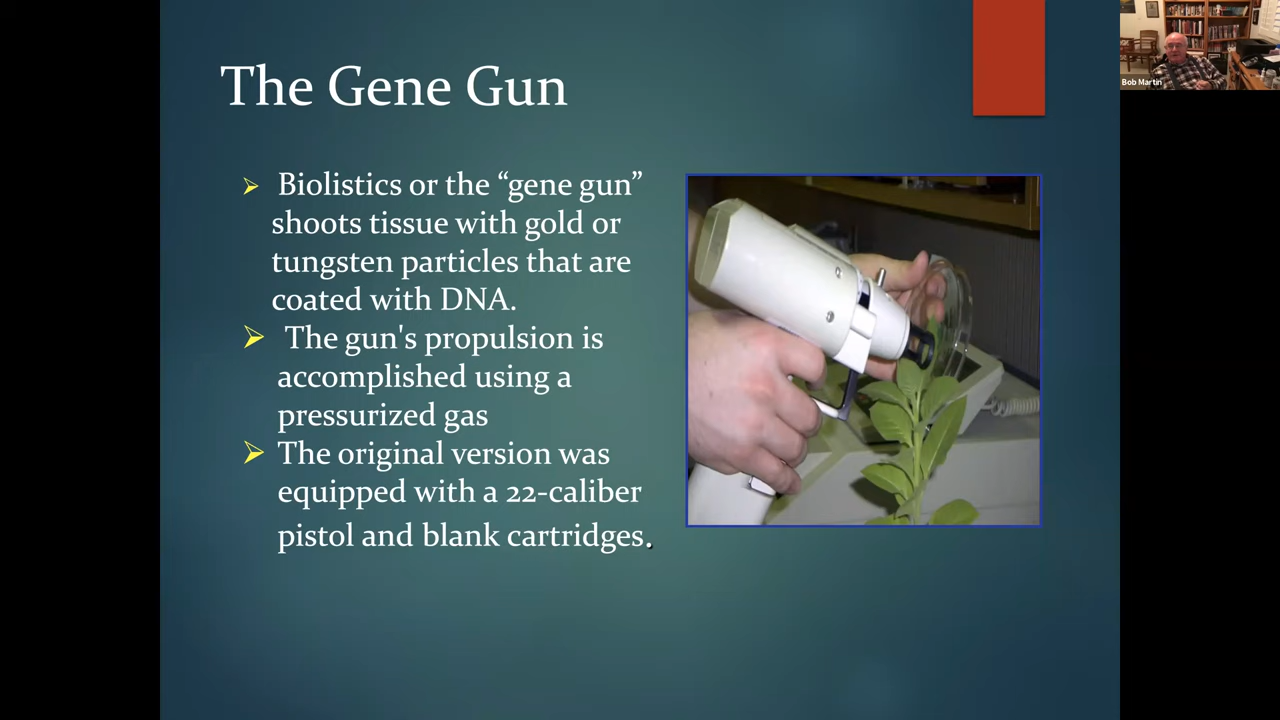 The Gene Gun
Biolistics or the “gene gun”
shoots tissue with gold or
tungsten particles that are
coated with DNA.
The gun's propulsion is
accomplished using a
pressurized gas
The original version was
equipped with a 22-caliber
pistol and blank cartridges.
Bob Martin